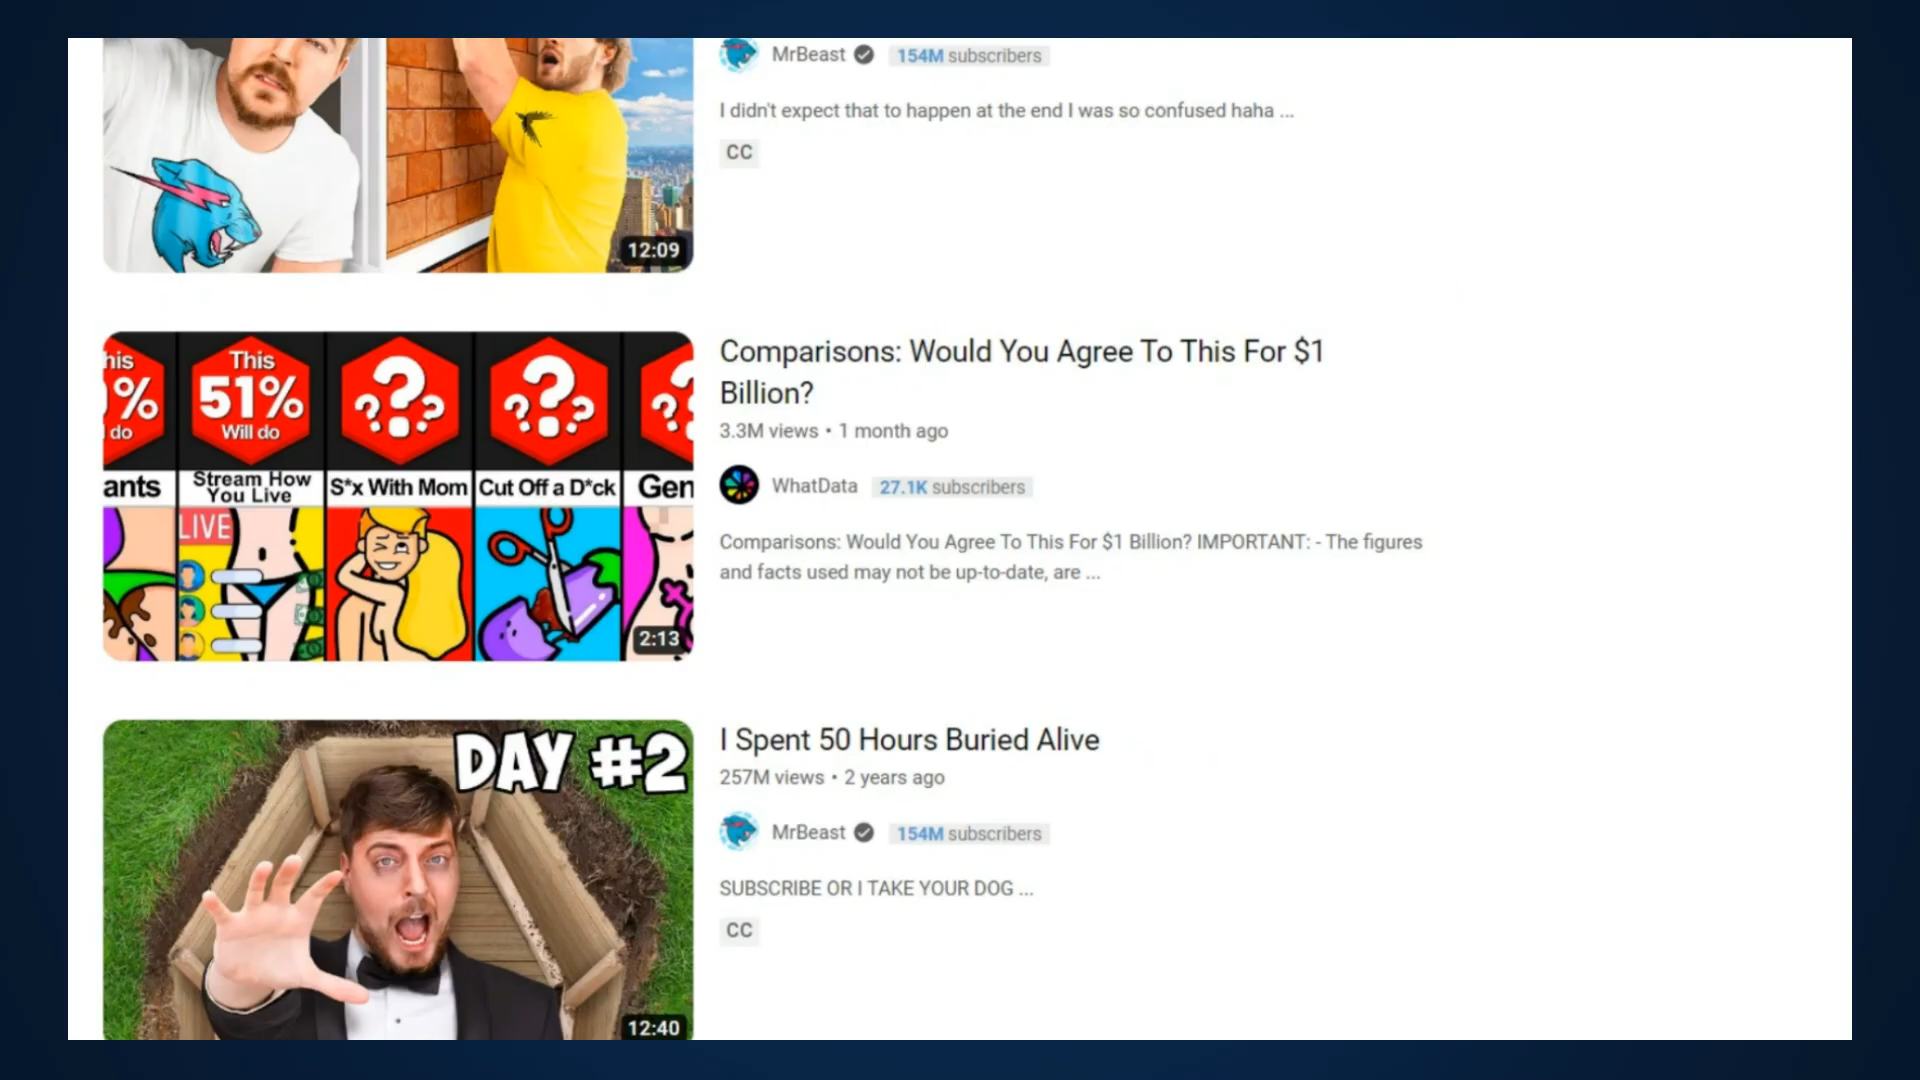 MrBeast 154M subscribers
I didn't expect that to happen at the end I was so confused haha ...
CC
12:09
his
%
do
This
51%
Will do
???
???
??
ants
Stream How
You Live
S*x With Mom
Cut Off a D*ck
Gen
LIVE
2:13
Comparisons: Would You Agree To This For $1
Billion?
3.3M views • 1 month ago
WhatData 27.1K subscribers
Comparisons: Would You Agree To This For $1 Billion? IMPORTANT: - The figures
and facts used may not be up-to-date, are ...
DAY #2
12:40
I Spent 50 Hours Buried Alive
257M views • 2 years ago
MrBeast 154M subscribers
SUBSCRIBE OR I TAKE YOUR DOG ...
CC